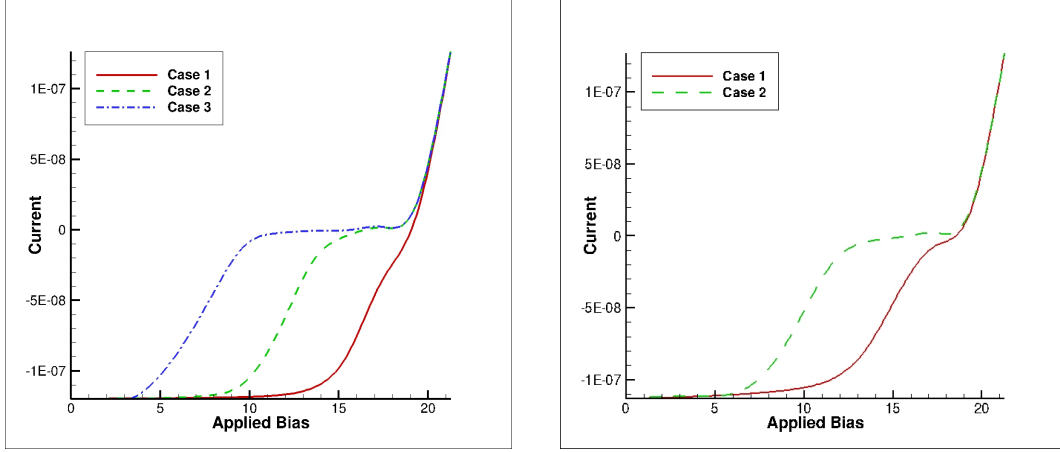 Case 1
Case 2
Case 3
1E-07
5E-08
0
-5E-08
-1E-07
Current
0
5
10
15
20
Applied Bias
Case 1
Case 2
1E-07
5E-08
0
-5E-08
-1E-07
Current
0
5
10
15
20
Applied Bias